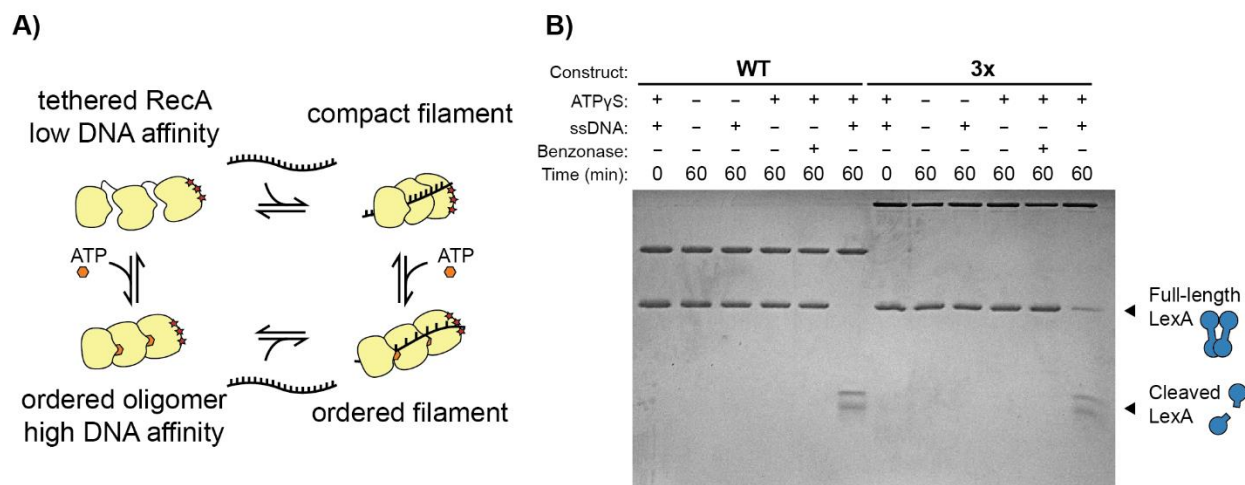 A)
tethered RecA
low DNA affinity
compact filament
ATP
ATP
ordered oligomer
high DNA affinity
ordered filament
B)
Construct: WT 3x
ATPγS: + – – + + + + – – + + +
ssDNA: + – + – – + + – + – – +
Benzonase: – – – – + – – – – – + –
Time (min): 0 60 60 60 60 60 0 60 60 60 60 60
Full-length
LexA
Cleaved
LexA